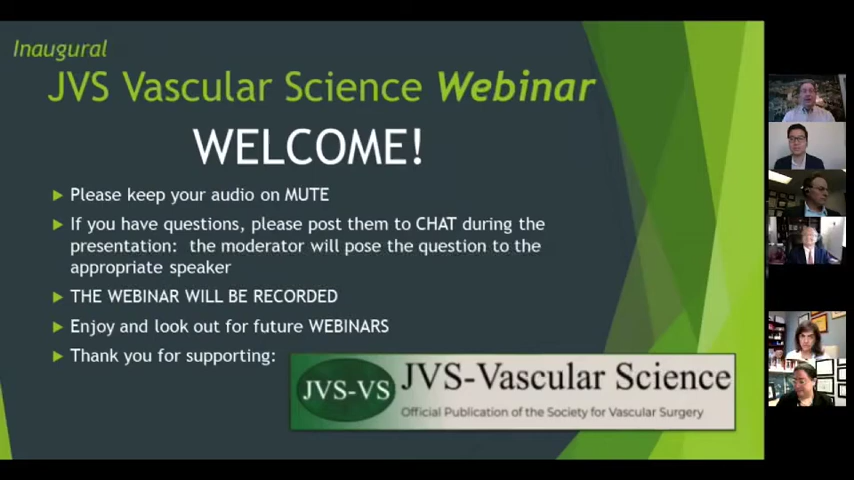 Inaugural
JVS Vascular Science Webinar
WELCOME!
Please keep your audio on MUTE
If you have questions, please post them to CHAT during the
presentation: the moderator will pose the question to the
appropriate speaker
THE WEBINAR WILL BE RECORDED
Enjoy and look out for future WEBINARS
Thank you for supporting:
JVS-VS
JVS-Vascular Science
Official Publication of the Society for Vascular Surgery